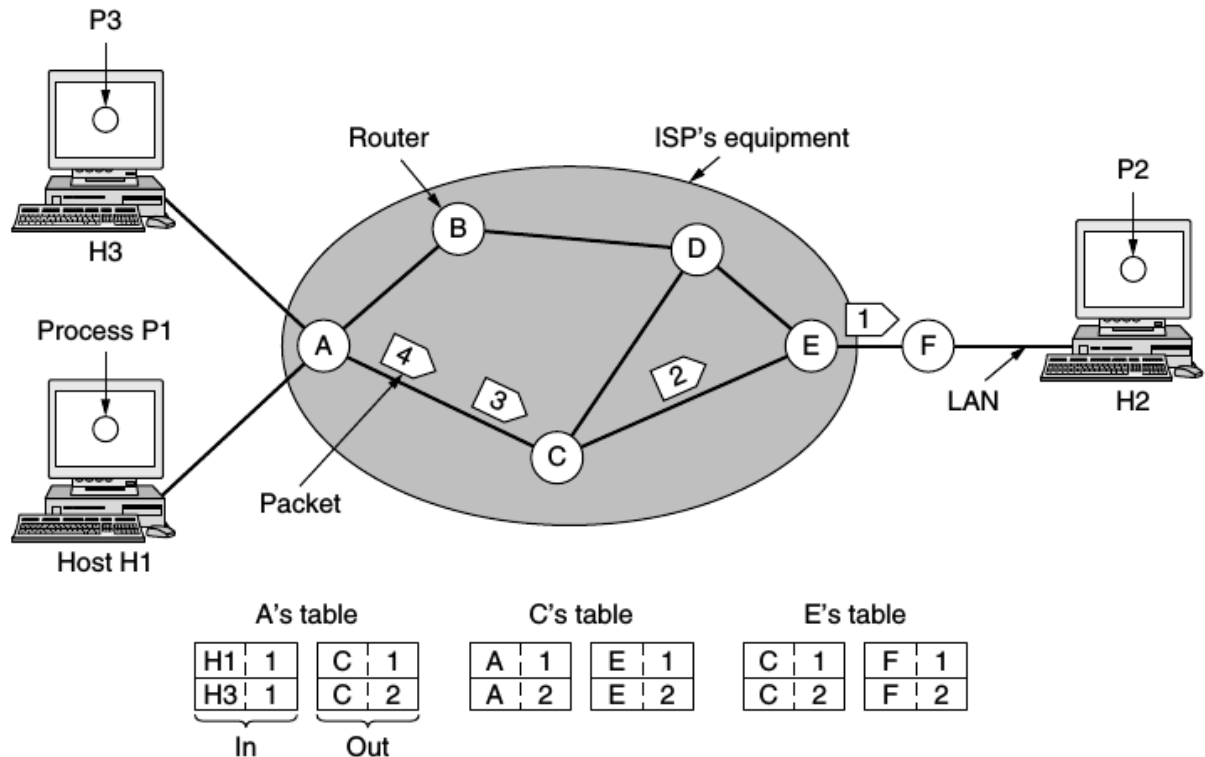 P3
Router
ISP's equipment
P2
B
D
H3
Process P1
A
4
3
2
1
E
F
C
LAN
H2
Packet
Host H1
A's table
C's table
E's table
H1 1 C 1 A 1 E 1 C 1 F 1
H3 1 C 2 A 2 E 2 C 2 F 2
In Out